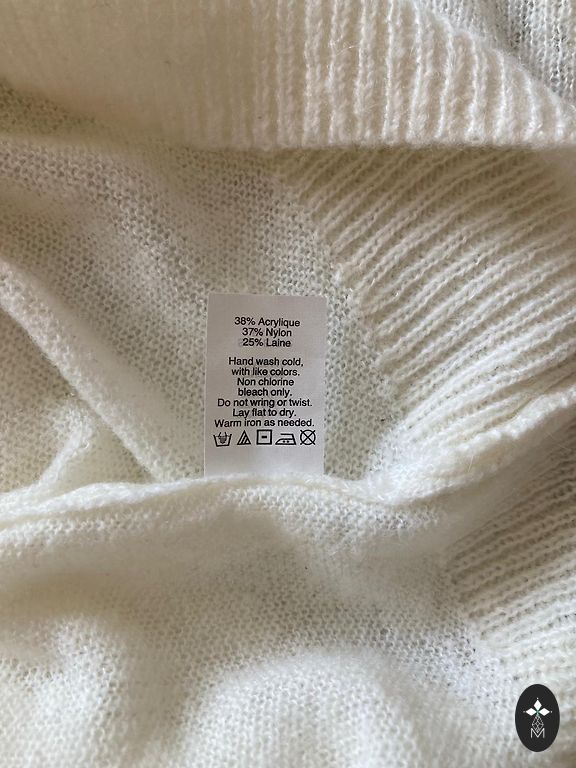 38% Acrylique
37% Nylon
25% Laine
Hand wash cold,
with like colors.
Non chlorine
bleach only.
Do not wring or twist.
Lay flat to dry.
Warm iron as needed.
M